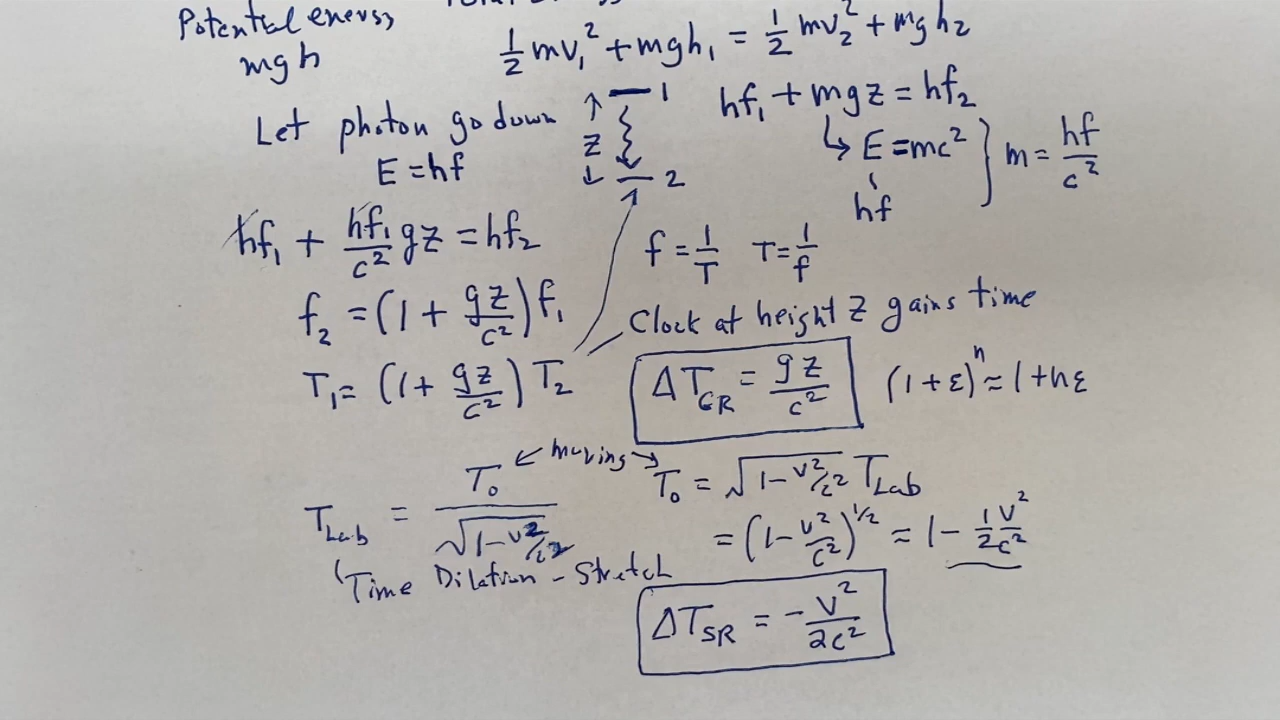 Potential energy
mgh
½ mv₁² + mgh₁ = ½ mv₂² + mgh₂
Let photon go down
E = hf
z
1
2
hf₁ + mgz = hf₂
↳ E = mc² } m = hf/c²
hf
hf₁ + hf₁/c² gz = hf₂
f = 1/T T = 1/f
f₂ = (1 + gz/c²) f₁
Clock at height z gains time
T₁ = (1 + gz/c²) T₂
ΔT_GR = gz/c²
(1+ε)ⁿ ≈ 1+nε
← moving →
T_Lab = T₀/√(1-v²/c²)
T₀ = √(1-v²/c²) T_Lab
= (1-v²/c²)^1/2 ≈ 1 - 1/2 v²/c²
Time Dilation - Stretch
ΔT_SR = - v²/2c²